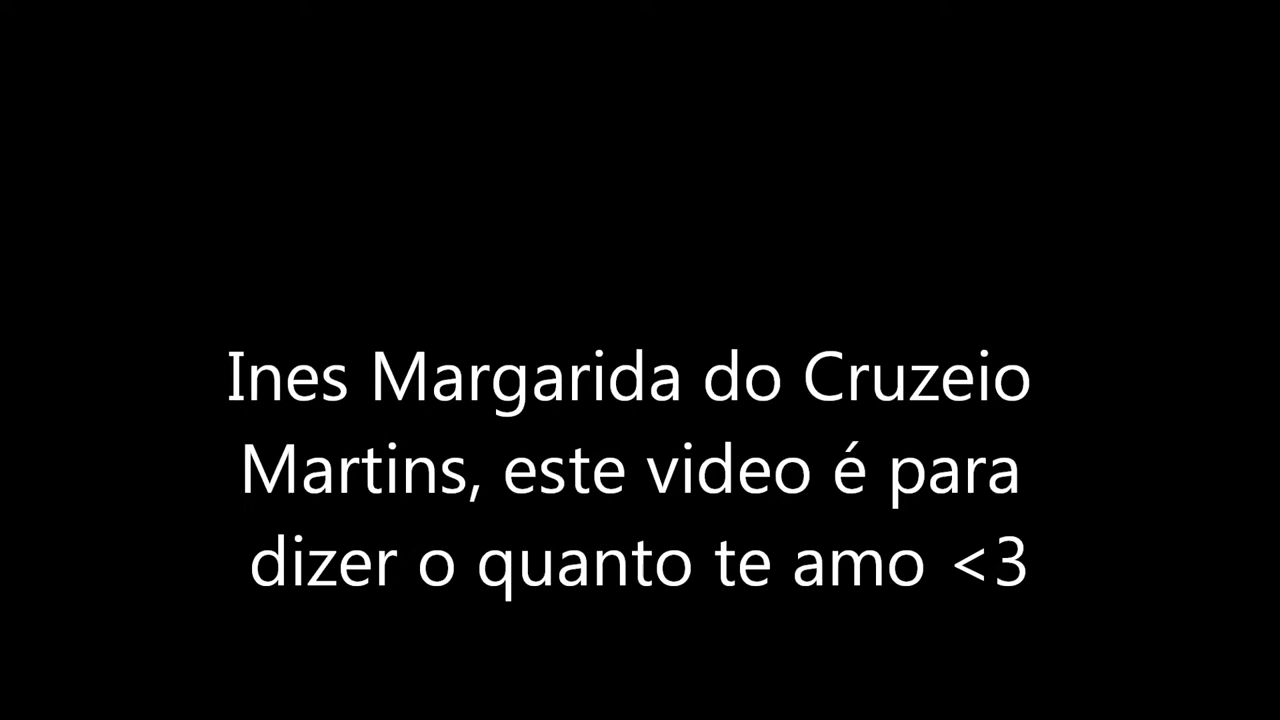 Ines Margarida do Cruzeio
Martins, este video é para
dizer o quanto te amo <3